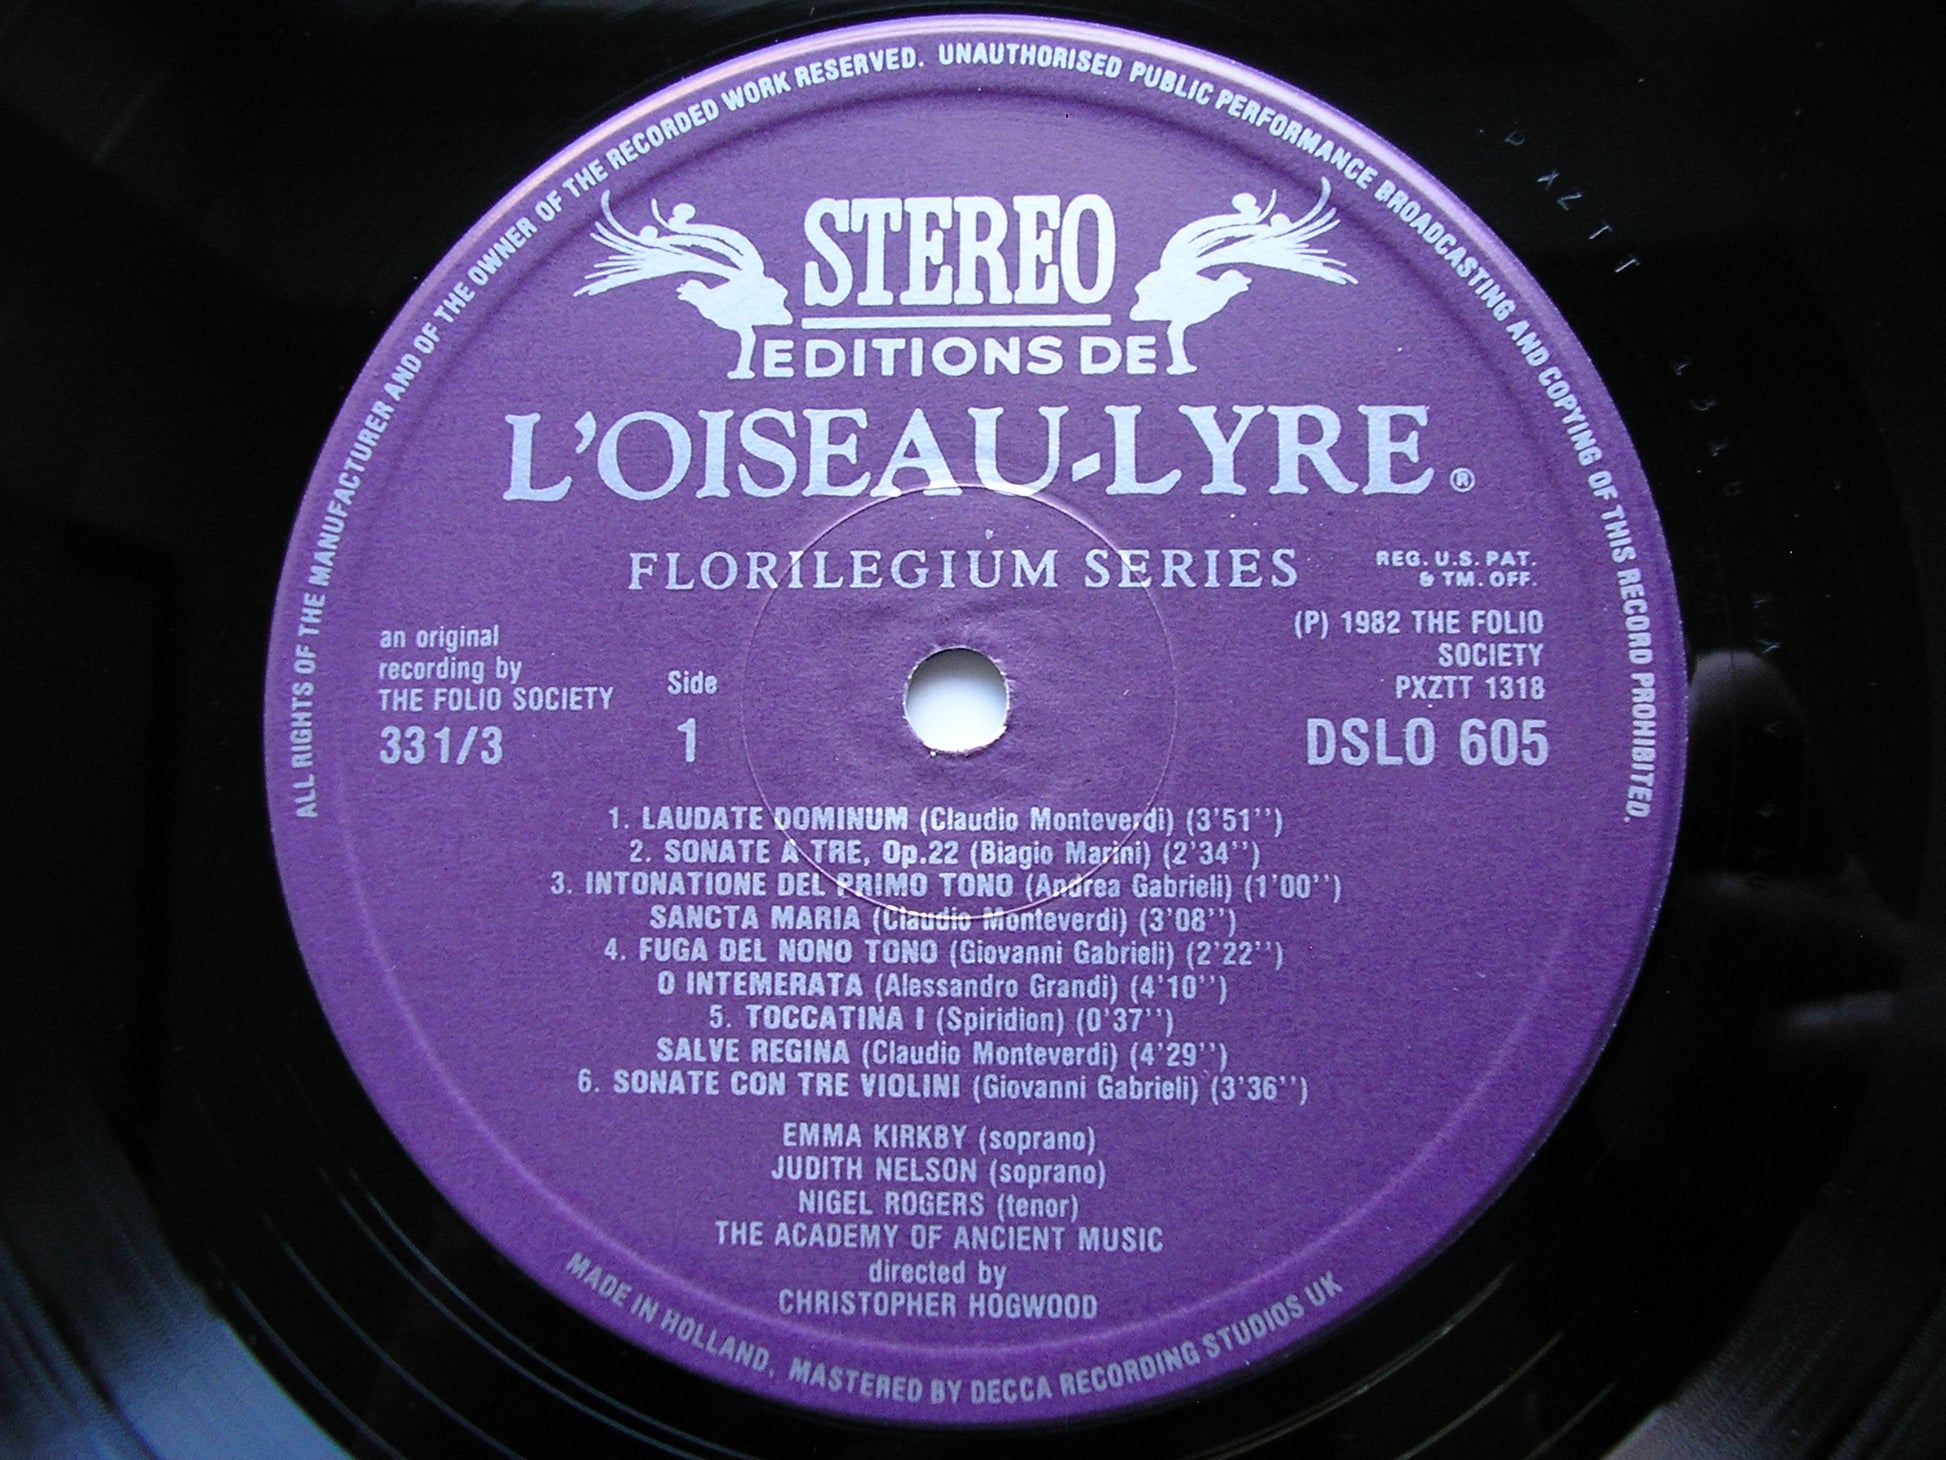 ALL RIGHTS OF THE MANUFACTURER AND OF THE OWNER OF THE RECORDED WORK RESERVED. UNAUTHORISED PUBLIC PERFORMANCE BROADCASTING AND COPYING OF THIS RECORD PROHIBITED.
STEREO
EDITIONS DE
L'OISEAU-LYRE ®
FLORILEGIUM SERIES
REG. U.S. PAT.
& TM. OFF.
an original
recording by
THE FOLIO SOCIETY
33 1/3
Side
1
(P) 1982 THE FOLIO
SOCIETY
PXZTT 1318
DSLO 605
1. LAUDATE DOMINUM (Claudio Monteverdi) (3'51'')
2. SONATE A TRE, Op.22 (Biagio Marini) (2'34'')
3. INTONATIONE DEL PRIMO TONO (Andrea Gabrieli) (1'00'')
SANCTA MARIA (Claudio Monteverdi) (3'08'')
4. FUGA DEL NONO TONO (Giovanni Gabrieli) (2'22'')
O INTEMERATA (Alessandro Grandi) (4'10'')
5. TOCCATINA I (Spiridion) (0'37'')
SALVE REGINA (Claudio Monteverdi) (4'29'')
6. SONATE CON TRE VIOLINI (Giovanni Gabrieli) (3'36'')
EMMA KIRKBY (soprano)
JUDITH NELSON (soprano)
NIGEL ROGERS (tenor)
THE ACADEMY OF ANCIENT MUSIC
directed by
CHRISTOPHER HOGWOOD
MADE IN HOLLAND, MASTERED BY DECCA RECORDING STUDIOS UK